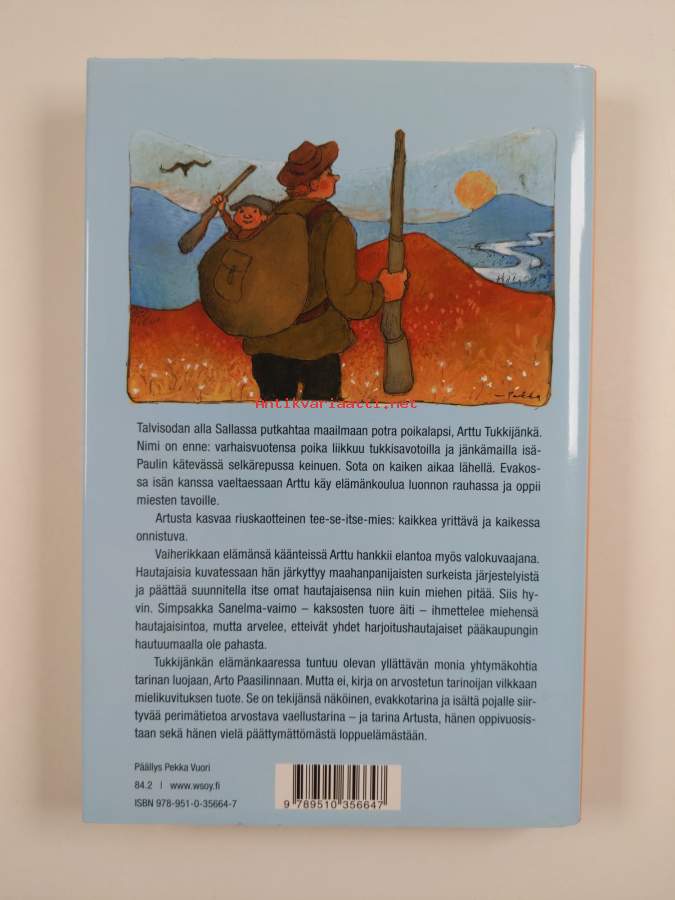 Pekka
Antikvariaatti.net
Talvisodan alla Sallassa putkahtaa maailmaan potra poikalapsi, Arttu Tukkijänkä.
Nimi on enne: varhaisvuotensa poika liikkuu tukkisavotoilla ja jänkämailla isä-
Paulin kätevässä selkärepussa keinuen. Sota on kaiken aikaa lähellä. Evakos-
sa isän kanssa vaeltaessaan Arttu käy elämänkoulua luonnon rauhassa ja oppii
miesten tavoille.
Artusta kasvaa riuskaotteinen tee-se-itse-mies: kaikkea yrittävä ja kaikessa
onnistuva.
Vaiherikkaan elämänsä käänteissä Arttu hankkii elantoa myös valokuvaajana.
Hautajaisia kuvatessaan hän järkyttyy maahanpanijaisten surkeista järjestelyistä
ja päättää suunnitella itse omat hautajaisensa niin kuin miehen pitää. Siis hy-
vin. Simpsakka Sanelma-vaimo – kaksosten tuore äiti – ihmettelee miehensä
hautajaisintoa, mutta arvelee, etteivät yhdet harjoitushautajaiset pääkaupungin
hautuumaalla ole pahasta.
Tukkijänkän elämänkaaressa tuntuu olevan yllättävän monia yhtymäkohtia
tarinan luojaan, Arto Paasilinnaan. Mutta ei, kirja on arvostetun tarinoijan vilkkaan
mielikuvituksen tuote. Se on tekijänsä näköinen, evakkotarina ja isältä pojalle siir-
tyvää perimätietoa arvostava vaellustarina – ja tarina Artusta, hänen oppivuosis-
taan sekä hänen vielä päättymättömästä loppuelämästään.
Päällys Pekka Vuori
84.2 | www.wsoy.fi
ISBN 978-951-0-35664-7
9 789510 356647